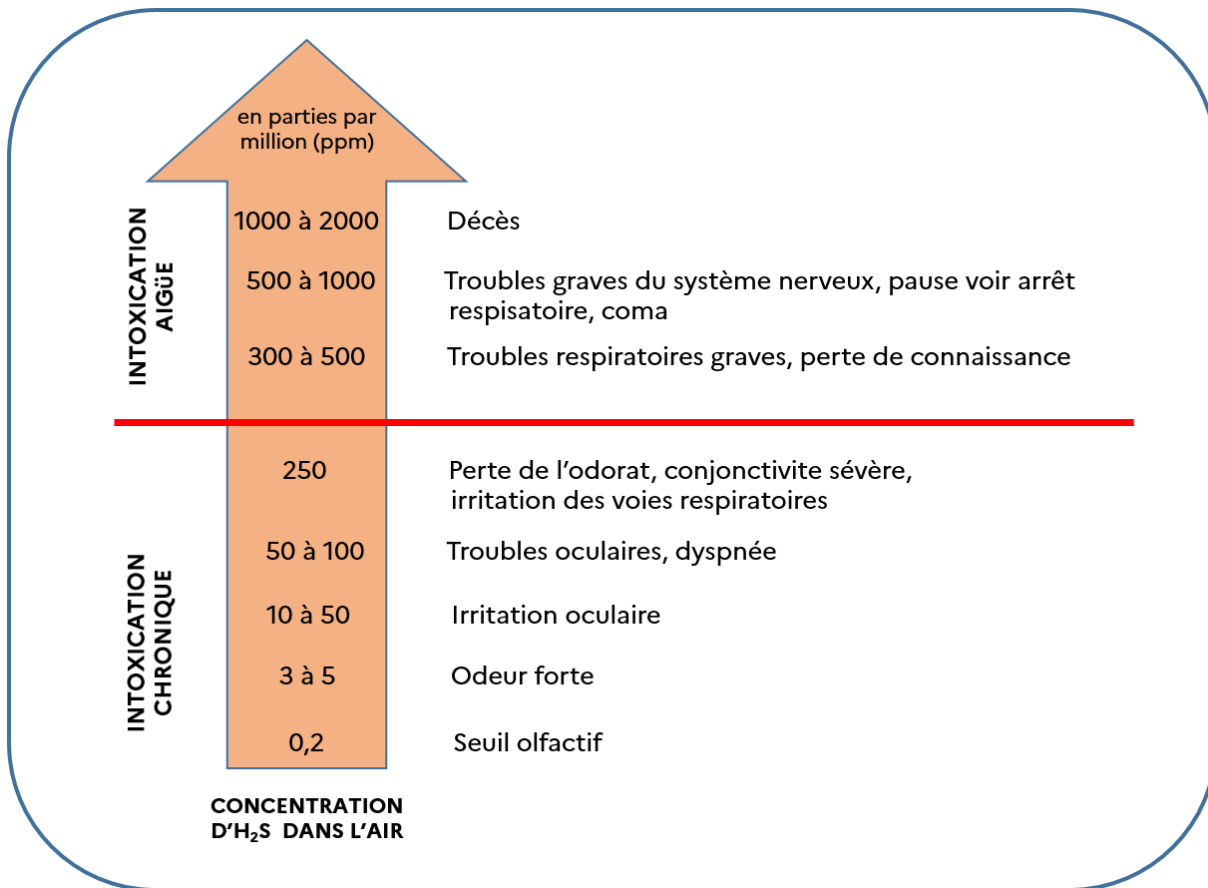 en parties par
million (ppm)
INTOXICATION
AIGÜE
1000 à 2000 Décès
500 à 1000 Troubles graves du système nerveux, pause voir arrêt
respisatoire, coma
300 à 500 Troubles respiratoires graves, perte de connaissance
INTOXICATION
CHRONIQUE
250 Perte de l’odorat, conjonctivite sévère,
irritation des voies respiratoires
50 à 100 Troubles oculaires, dyspnée
10 à 50 Irritation oculaire
3 à 5 Odeur forte
0,2 Seuil olfactif
CONCENTRATION
D’H₂S DANS L’AIR